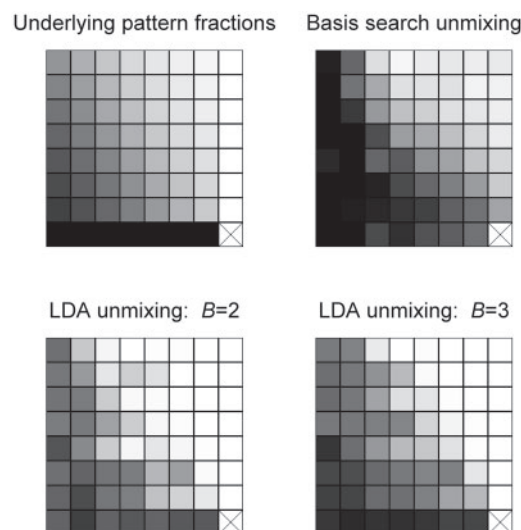 Underlying pattern fractions
Basis search unmixing
LDA unmixing: B=2
LDA unmixing: B=3